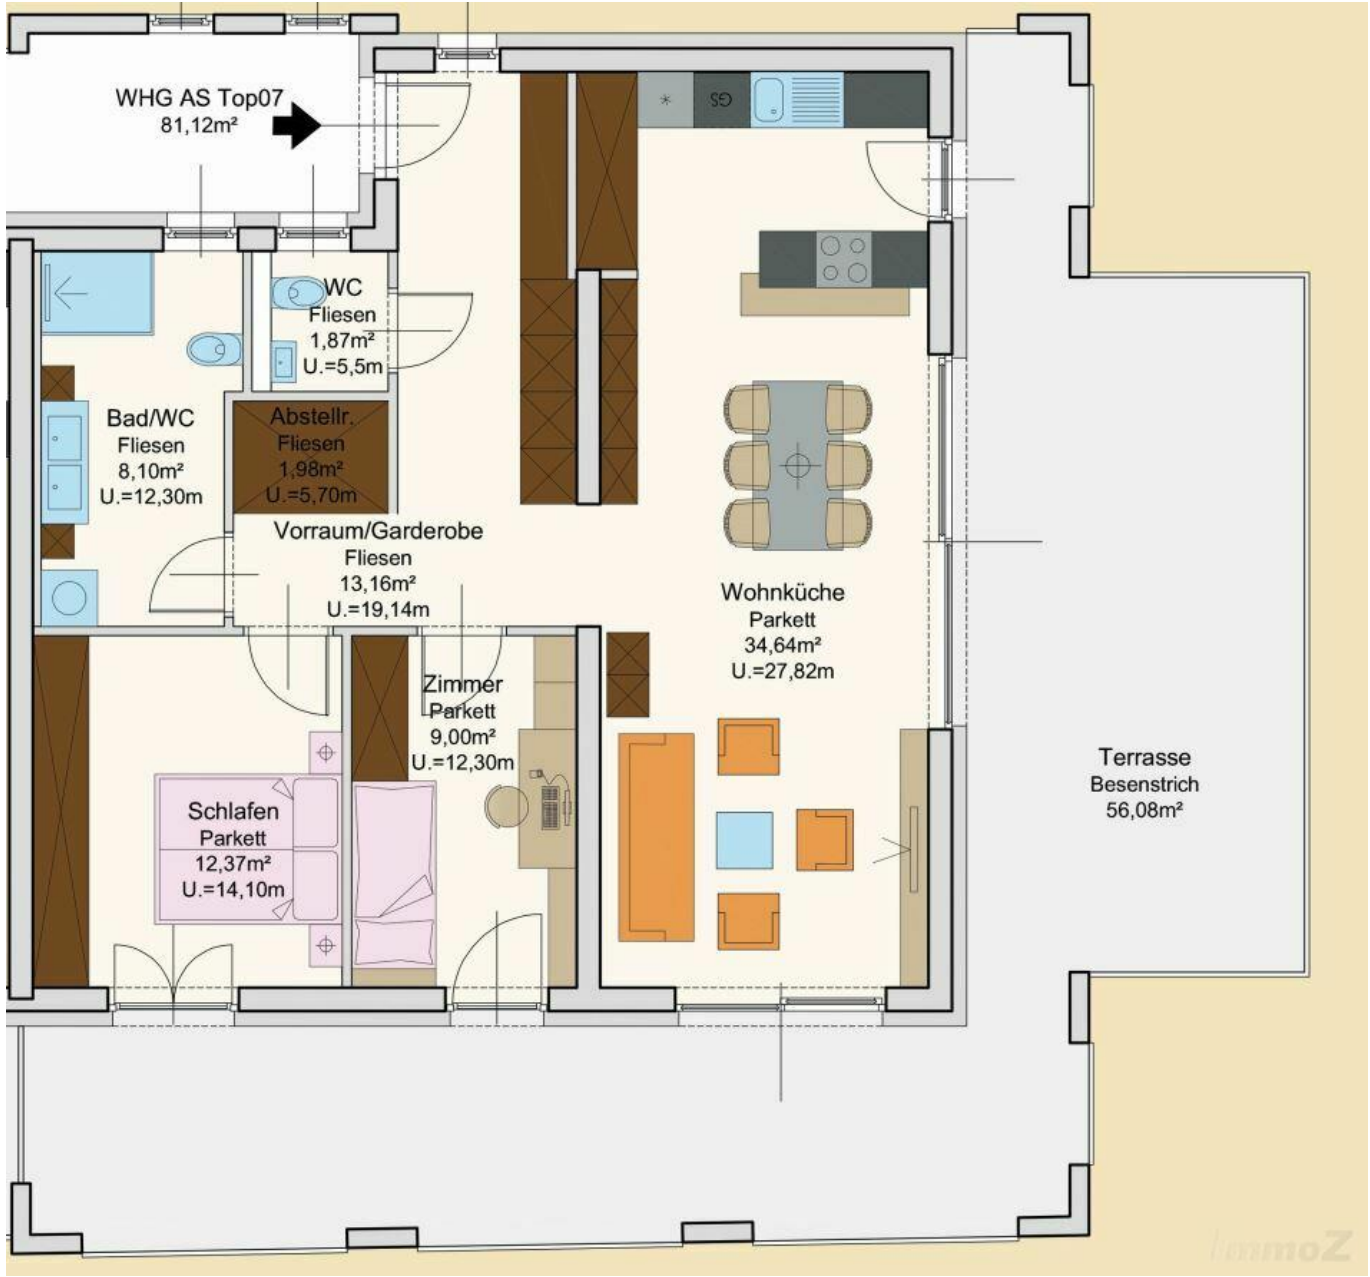 WHG AS Top07
81,12m²
*
GS
WC
Fliesen
1,87m²
U.=5,5m
Bad/WC
Fliesen
8,10m²
U.=12,30m
Abstellr.
Fliesen
1,98m²
U.=5,70m
Vorraum/Garderobe
Fliesen
13,16m²
U.=19,14m
Wohnküche
Parkett
34,64m²
U.=27,82m
Zimmer
Parkett
9,00m²
U.=12,30m
Schlafen
Parkett
12,37m²
U.=14,10m
Terrasse
Besenstrich
56,08m²
immoZ